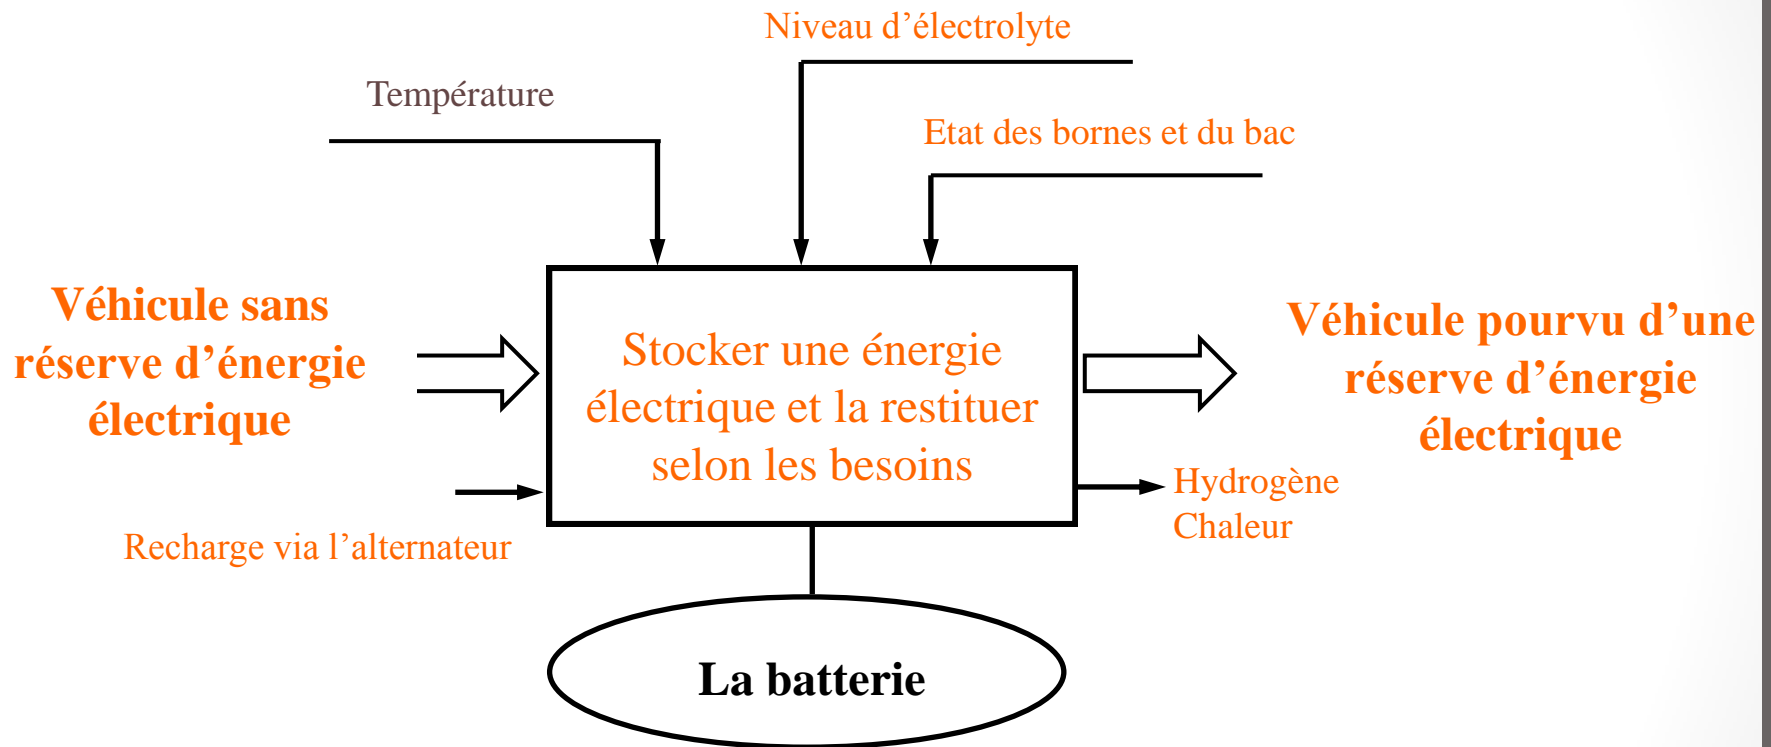 Niveau d’électrolyte
Température
Etat des bornes et du bac
Véhicule sans
réserve d’énergie
électrique
Stocker une énergie
électrique et la restituer
selon les besoins
Véhicule pourvu d’une
réserve d’énergie
électrique
Recharge via l’alternateur
Hydrogène
Chaleur
La batterie